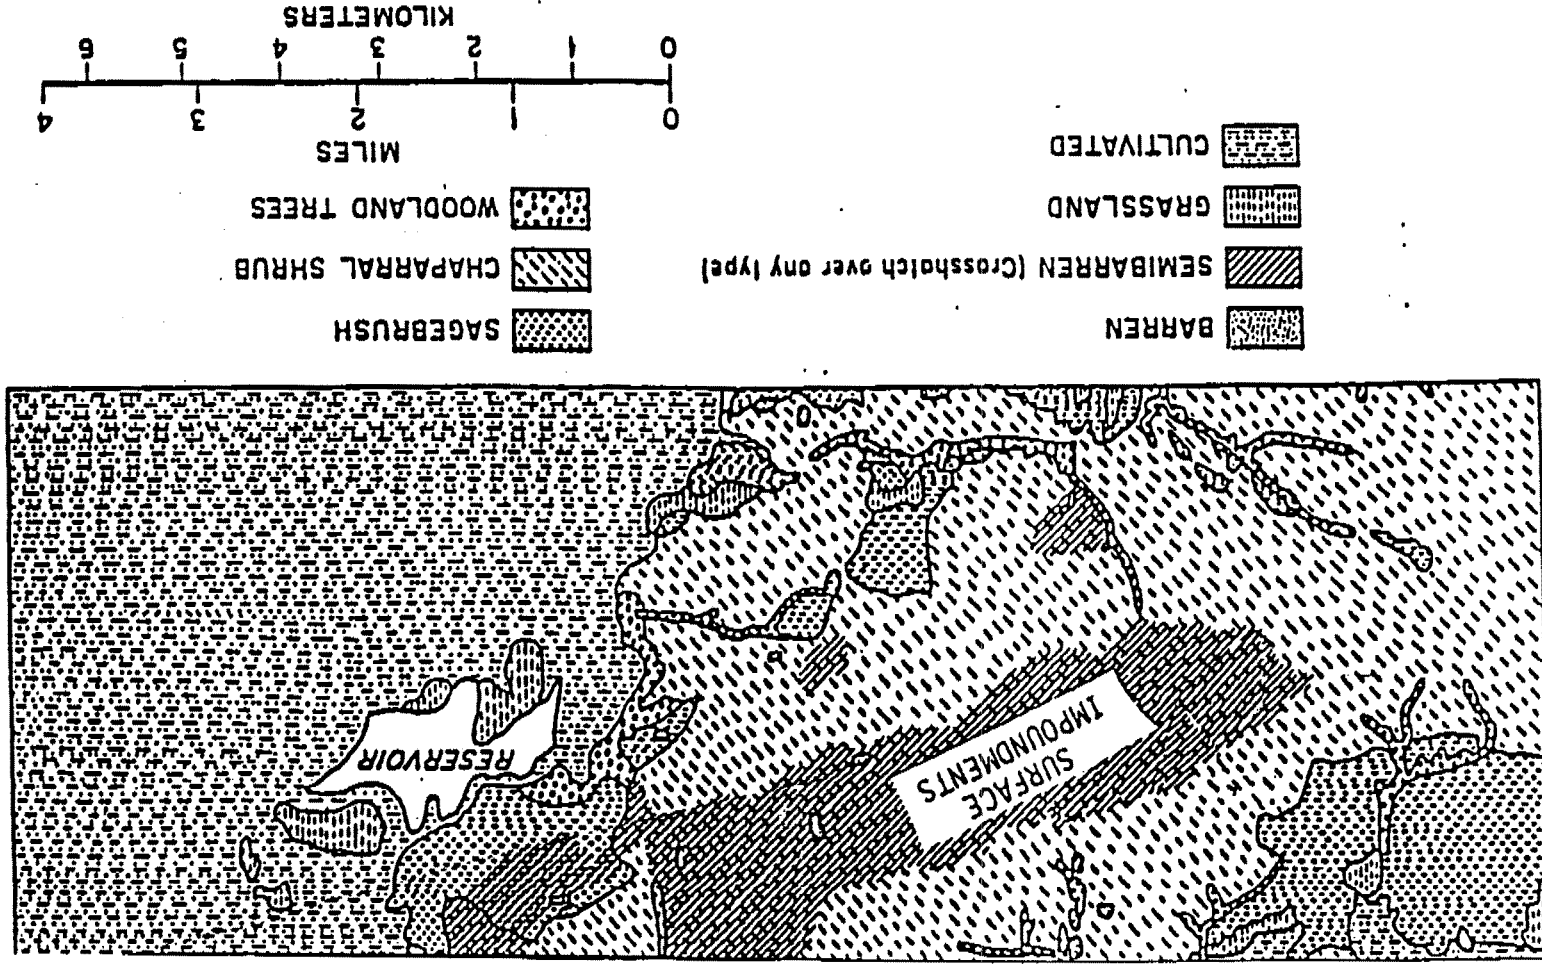 SURFACE
IMPOUNDMENTS
RESERVOIR
BARREN
SEMIBARREN (Crosshatch over any type)
GRASSLAND
CULTIVATED
SAGEBRUSH
CHAPARRAL SHRUB
WOODLAND TREES
MILES
0 1 2 3 4
0 1 2 3 4 5 6
KILOMETERS